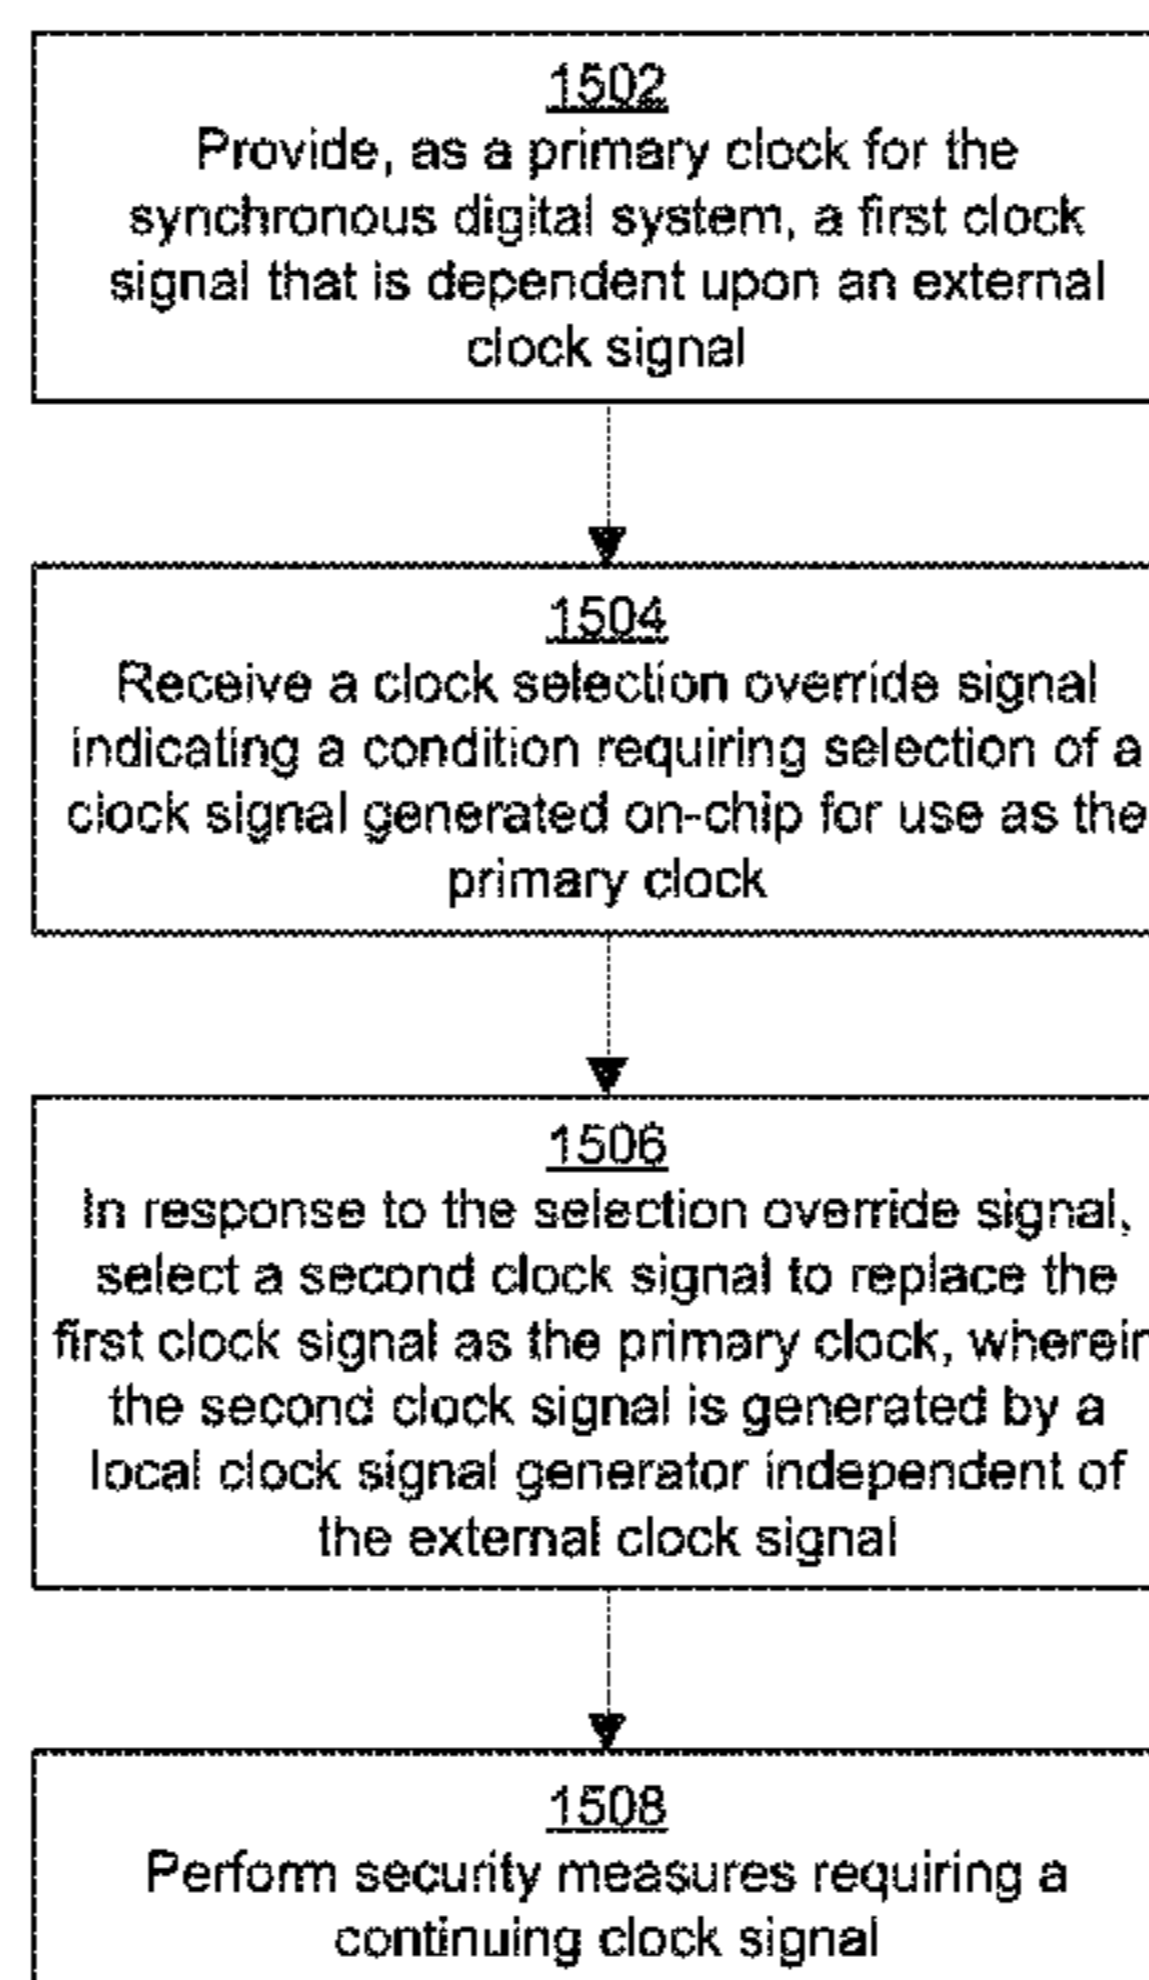 1502
Provide, as a primary clock for the
synchronous digital system, a first clock
signal that is dependent upon an external
clock signal
1504
Receive a clock selection override signal
indicating a condition requiring selection of a
clock signal generated on-chip for use as the
primary clock
1506
In response to the selection override signal,
select a second clock signal to replace the
first clock signal as the primary clock, wherein
the second clock signal is generated by a
local clock signal generator independent of
the external clock signal
1508
Perform security measures requiring a
continuing clock signal